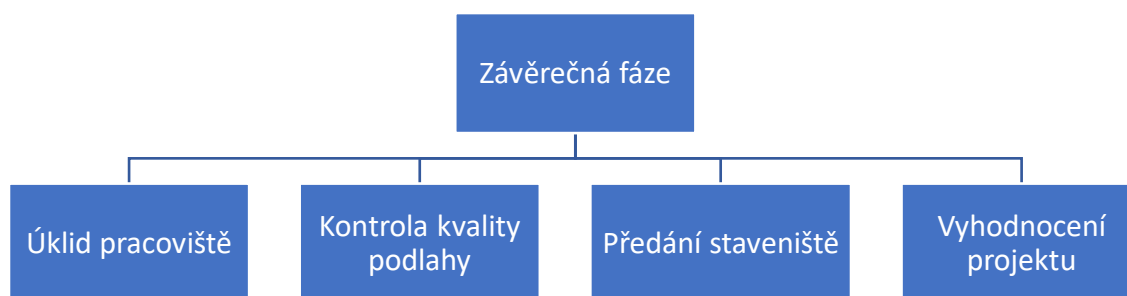 Závěrečná fáze
Úklid pracoviště
Kontrola kvality
podlahy
Předání staveniště
Vyhodnocení
projektu